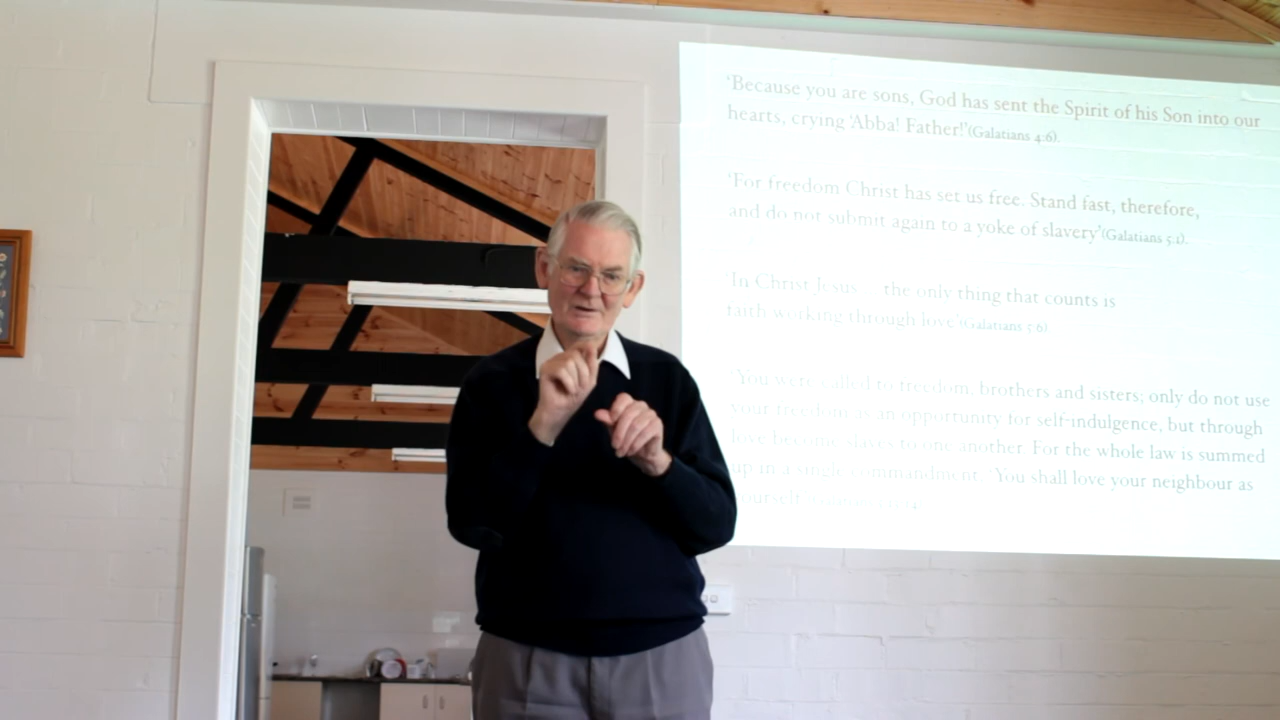 ‘Because you are sons, God has sent the Spirit of his Son into our
hearts, crying ‘Abba! Father!’(Galatians 4:6).
‘For freedom Christ has set us free. Stand fast, therefore,
and do not submit again to a yoke of slavery’(Galatians 5:1).
‘In Christ Jesus the only thing that counts is
faith working through love’(Galatians 5:6)
‘You were called to freedom, brothers and sisters; only do not use
your freedom as an opportunity for self-indulgence, but through
love become slaves to one another. For the whole law is summed
up in a single commandment, ‘You shall love your neighbour as
yourself